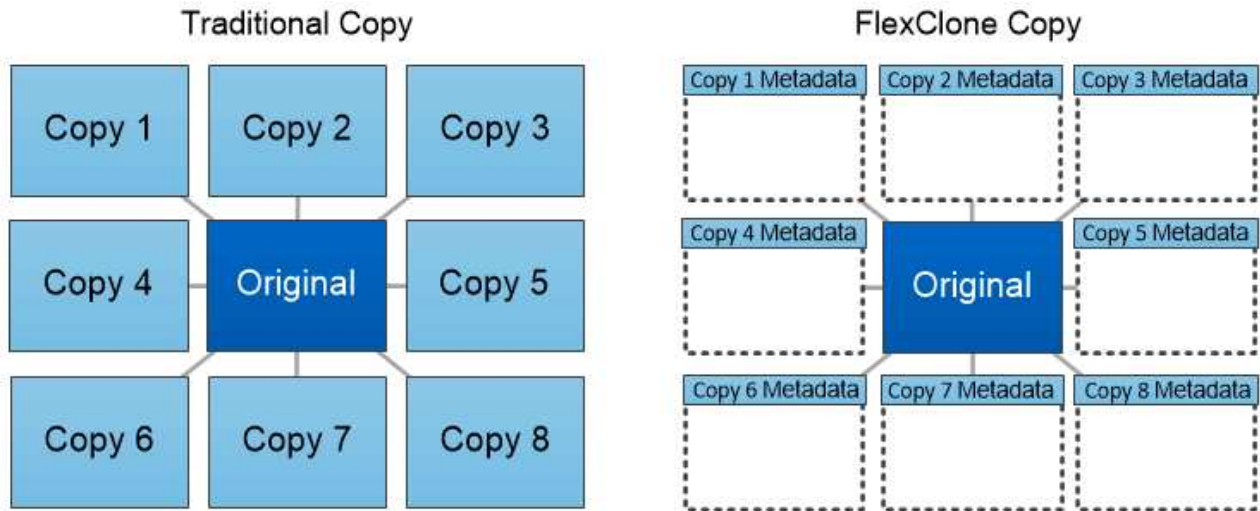 Traditional Copy
Copy 1
Copy 2
Copy 3
Copy 4
Original
Copy 5
Copy 6
Copy 7
Copy 8
FlexClone Copy
Copy 1 Metadata
Copy 2 Metadata
Copy 3 Metadata
Copy 4 Metadata
Original
Copy 5 Metadata
Copy 6 Metadata
Copy 7 Metadata
Copy 8 Metadata